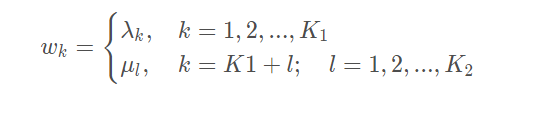 w_k = { λ_k, k = 1, 2, ..., K_1
μ_l, k = K1 + l; l = 1, 2, ..., K_2